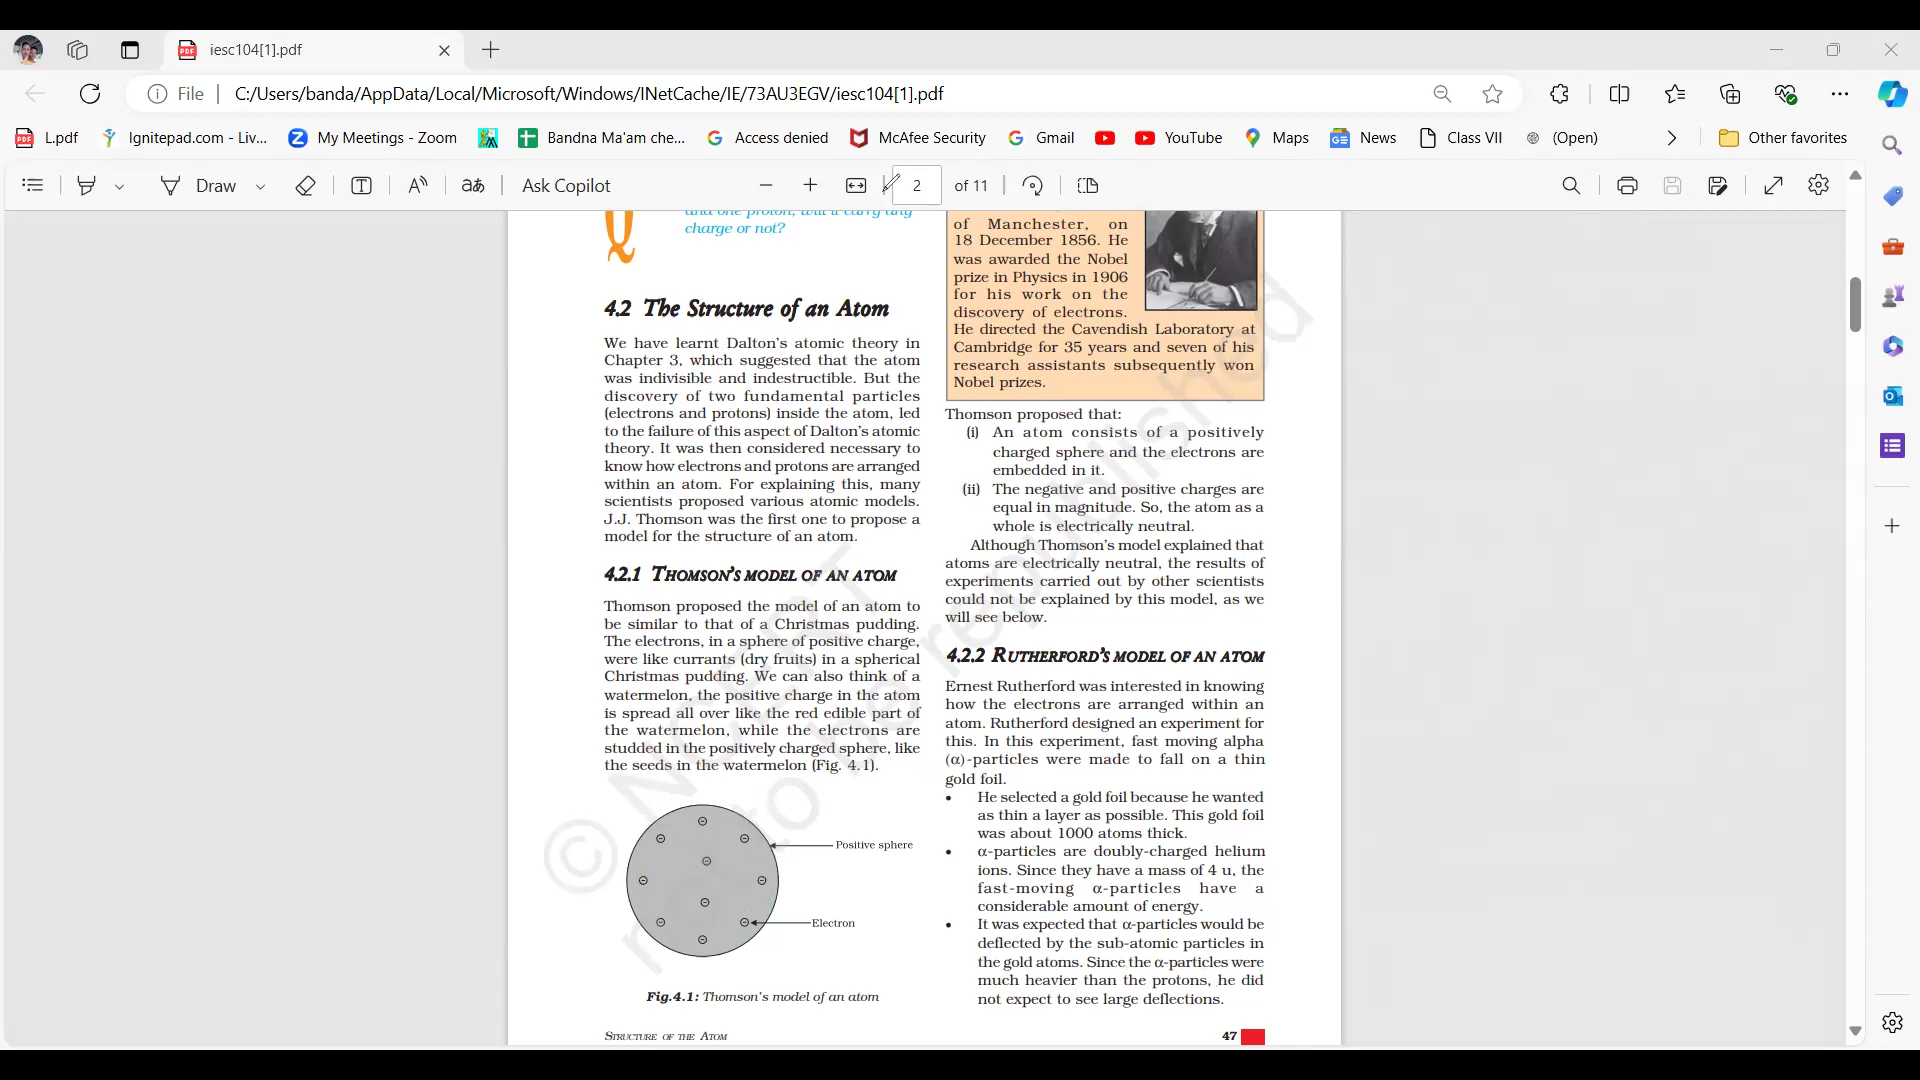 iesc104[1].pdf
File
C:/Users/banda/AppData/Local/Microsoft/Windows/INetCache/IE/73AU3EGV/iesc104[1].pdf
L.pdf
Ignitepad.com - Liv...
My Meetings - Zoom
Bandna Ma'am che...
Access denied
McAfee Security
Gmail
YouTube
Maps
News
Class VII
(Open)
Other favorites
Draw
Ask Copilot
2
of 11
Q
and one proton, will it carry any
charge or not?
4.2 The Structure of an Atom
We have learnt Dalton's atomic theory in
Chapter 3, which suggested that the atom
was indivisible and indestructible. But the
discovery of two fundamental particles
(electrons and protons) inside the atom, led
to the failure of this aspect of Dalton's atomic
theory. It was then considered necessary to
know how electrons and protons are arranged
within an atom. For explaining this, many
scientists proposed various atomic models.
J.J. Thomson was the first one to propose a
model for the structure of an atom.
4.2.1 THOMSON'S MODEL OF AN ATOM
Thomson proposed the model of an atom to
be similar to that of a Christmas pudding.
The electrons, in a sphere of positive charge,
were like currants (dry fruits) in a spherical
Christmas pudding. We can also think of a
watermelon, the positive charge in the atom
is spread all over like the red edible part of
the watermelon, while the electrons are
studded in the positively charged sphere, like
the seeds in the watermelon (Fig. 4.1).
Positive sphere
Electron
Fig.4.1: Thomson's model of an atom
of Manchester, on
18 December 1856. He
was awarded the Nobel
prize in Physics in 1906
for his work on the
discovery of electrons.
He directed the Cavendish Laboratory at
Cambridge for 35 years and seven of his
research assistants subsequently won
Nobel prizes.
Thomson proposed that:
(i) An atom consists of a positively
charged sphere and the electrons are
embedded in it.
(ii) The negative and positive charges are
equal in magnitude. So, the atom as a
whole is electrically neutral.
Although Thomson's model explained that
atoms are electrically neutral, the results of
experiments carried out by other scientists
could not be explained by this model, as we
will see below.
4.2.2 RUTHERFORD'S MODEL OF AN ATOM
Ernest Rutherford was interested in knowing
how the electrons are arranged within an
atom. Rutherford designed an experiment for
this. In this experiment, fast moving alpha
(α)-particles were made to fall on a thin
gold foil.
• He selected a gold foil because he wanted
as thin a layer as possible. This gold foil
was about 1000 atoms thick.
• α-particles are doubly-charged helium
ions. Since they have a mass of 4 u, the
fast-moving α-particles have a
considerable amount of energy.
• It was expected that α-particles would be
deflected by the sub-atomic particles in
the gold atoms. Since the α-particles were
much heavier than the protons, he did
not expect to see large deflections.
© NCERT
not to be republished
STRUCTURE OF THE ATOM
47